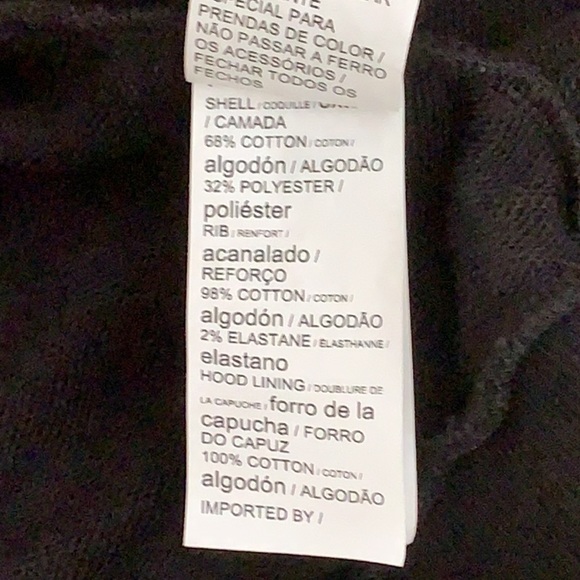 ESPECIAL PARA
PRENDAS DE COLOR /
NÃO PASSAR A FERRO
OS ACESSÓRIOS /
FECHAR TODOS OS
FECHOS
SHELL / COQUILLE /
/ CAMADA
68% COTTON / COTON /
algodón / ALGODÃO
32% POLYESTER /
poliéster
RIB / RENFORT /
acanalado /
REFORÇO
98% COTTON / COTON /
algodón / ALGODÃO
2% ELASTANE / ÉLASTHANNE /
elastano
HOOD LINING / DOUBLURE DE
LA CAPUCHE / forro de la
capucha / FORRO
DO CAPUZ
100% COTTON / COTON /
algodón / ALGODÃO
IMPORTED BY /